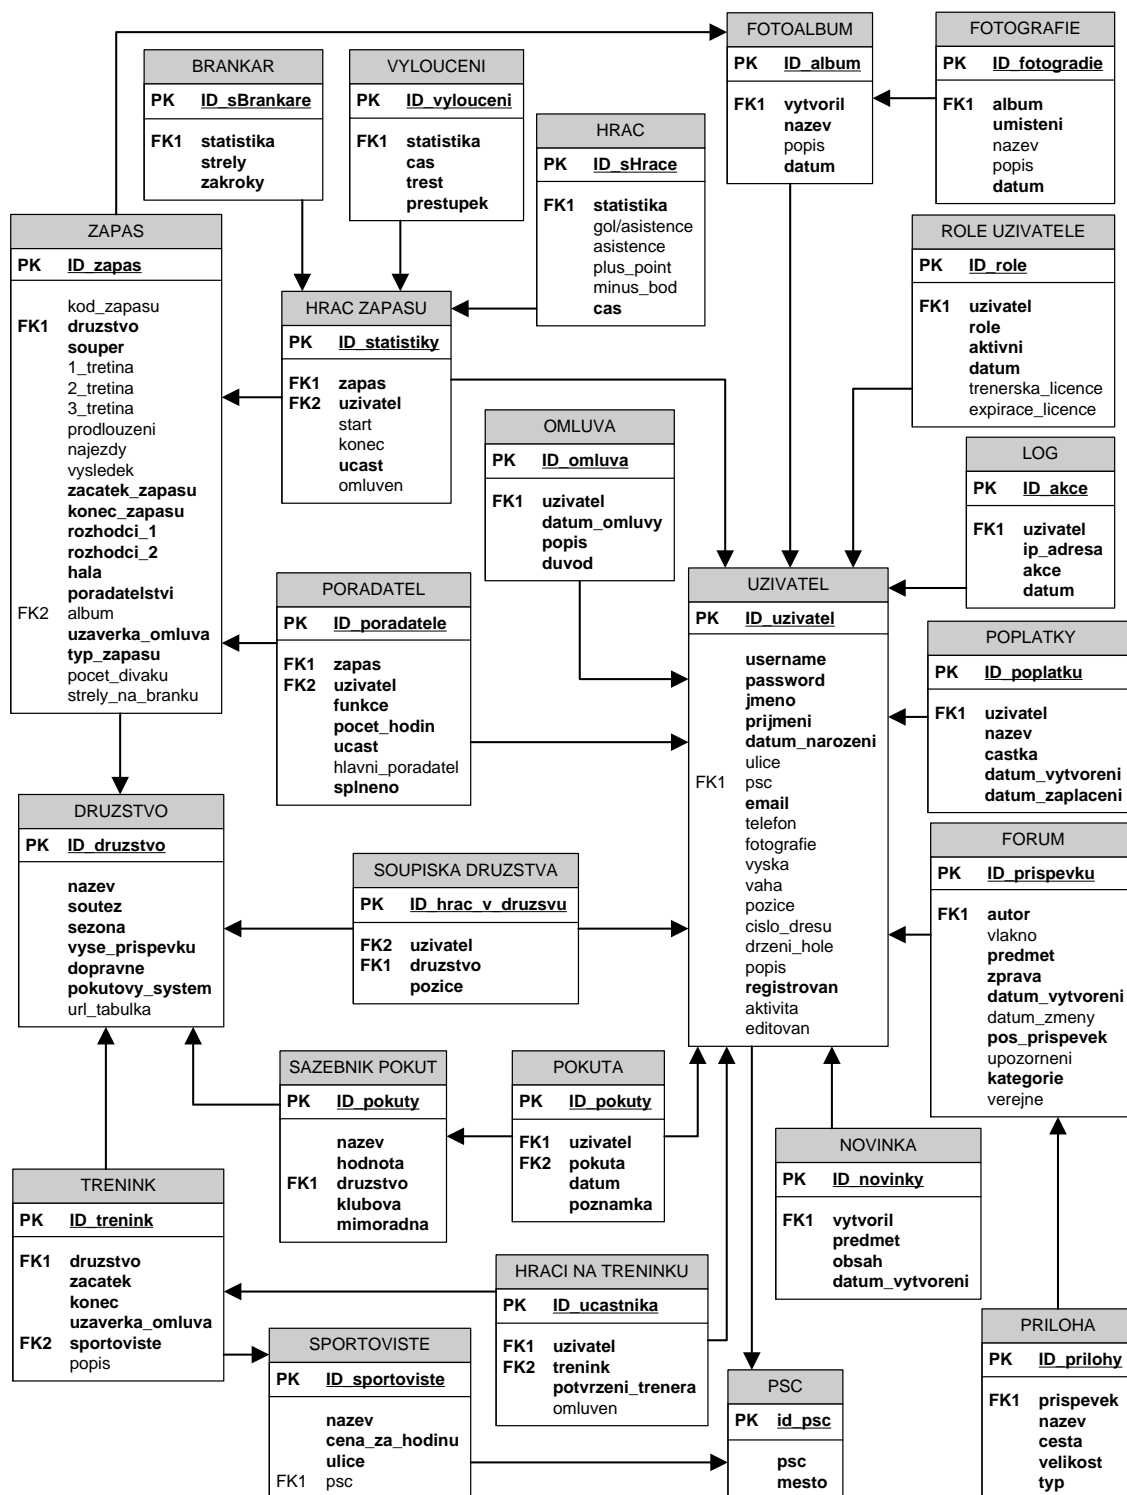 FOTOALBUM
PK ID_album
FK1 vytvoril
nazev
popis
datum
FOTOGRAFIE
PK ID_fotogradie
FK1 album
umisteni
nazev
popis
datum
BRANKAR
PK ID_sBrankare
FK1 statistika
strely
zakroky
VYLOUCENI
PK ID_vylouceni
FK1 statistika
cas
trest
prestupek
HRAC
PK ID_sHrace
FK1 statistika
gol/asistence
asistence
plus_point
minus_bod
cas
ZAPAS
PK ID_zapas
kod_zapasu
FK1 druzstvo
souper
1_tretina
2_tretina
3_tretina
prodlouzeni
najezdy
vysledek
zacatek_zapasu
konec_zapasu
rozhodci_1
rozhodci_2
hala
poradatelstvi
FK2 album
uzaverka_omluva
typ_zapasu
pocet_divaku
strely_na_branku
HRAC ZAPASU
PK ID_statistiky
FK1 zapas
FK2 uzivatel
start
konec
ucast
omluven
ROLE UZIVATELE
PK ID_role
FK1 uzivatel
role
aktivni
datum
trenerska_licence
expirace_licence
OMLUVA
PK ID_omluva
FK1 uzivatel
datum_omluvy
popis
duvod
LOG
PK ID_akce
FK1 uzivatel
ip_adresa
akce
datum
PORADATEL
PK ID_poradatele
FK1 zapas
FK2 uzivatel
funkce
pocet_hodin
ucast
hlavni_poradatel
splneno
UZIVATEL
PK ID_uzivatel
username
password
jmeno
prijmeni
datum_narozeni
ulice
FK1 psc
email
telefon
fotografie
vyska
vaha
pozice
cislo_dresu
drzeni_hole
popis
registrovan
aktivita
editovan
POPLATKY
PK ID_poplatku
FK1 uzivatel
nazev
castka
datum_vytvoreni
datum_zaplaceni
DRUZSTVO
PK ID_druzstvo
nazev
soutez
sezona
vyse_prispevku
dopravne
pokutovy_system
url_tabulka
SOUPISKA DRUZSTVA
PK ID_hrac_v_druzsvu
FK2 uzivatel
FK1 druzstvo
pozice
FORUM
PK ID_prispevku
FK1 autor
vlakno
predmet
zprava
datum_vytvoreni
datum_zmeny
pos_prispevek
upozorneni
kategorie
verejne
SAZEBNIK POKUT
PK ID_pokuty
nazev
hodnota
FK1 druzstvo
klubova
mimoradna
POKUTA
PK ID_pokuty
FK1 uzivatel
FK2 pokuta
datum
poznamka
NOVINKA
PK ID_novinky
FK1 vytvoril
predmet
obsah
datum_vytvoreni
TRENINK
PK ID_trenink
FK1 druzstvo
zacatek
konec
uzaverka_omluva
FK2 sportoviste
popis
HRACI NA TRENINKU
PK ID_ucastnika
FK1 uzivatel
FK2 trenink
potvrzeni_trenera
omluven
SPORTOVISTE
PK ID_sportoviste
nazev
cena_za_hodinu
ulice
FK1 psc
PSC
PK id_psc
psc
mesto
PRILOHA
PK ID_prilohy
FK1 prispevek
nazev
cesta
velikost
typ